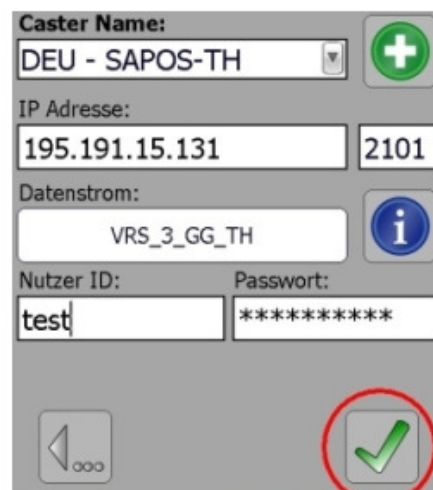 Caster Name:
DEU - SAPOS-TH
IP Adresse:
195.191.15.131 2101
Datenstrom:
VRS_3_GG_TH
Nutzer ID: Passwort:
test **********